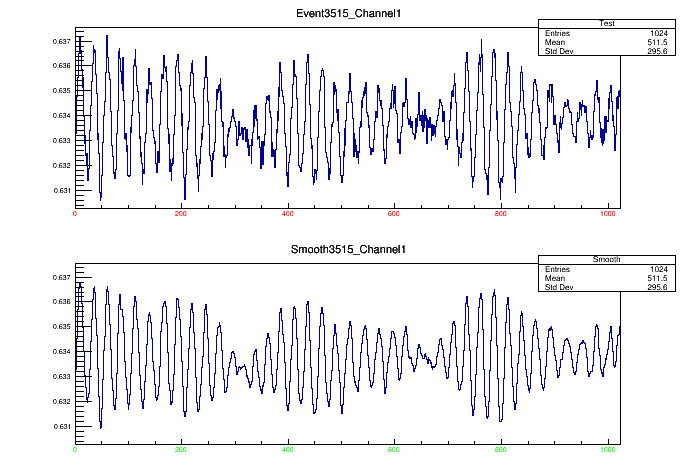 Event3515_Channel1
Test
Entries 1024
Mean 511.5
Std Dev 295.6
0.637
0.636
0.635
0.634
0.633
0.632
0.631
0 200 400 600 800 1000
Smooth3515_Channel1
Smooth
Entries 1024
Mean 511.5
Std Dev 295.6
0.637
0.636
0.635
0.634
0.633
0.632
0.631
0 200 400 600 800 1000